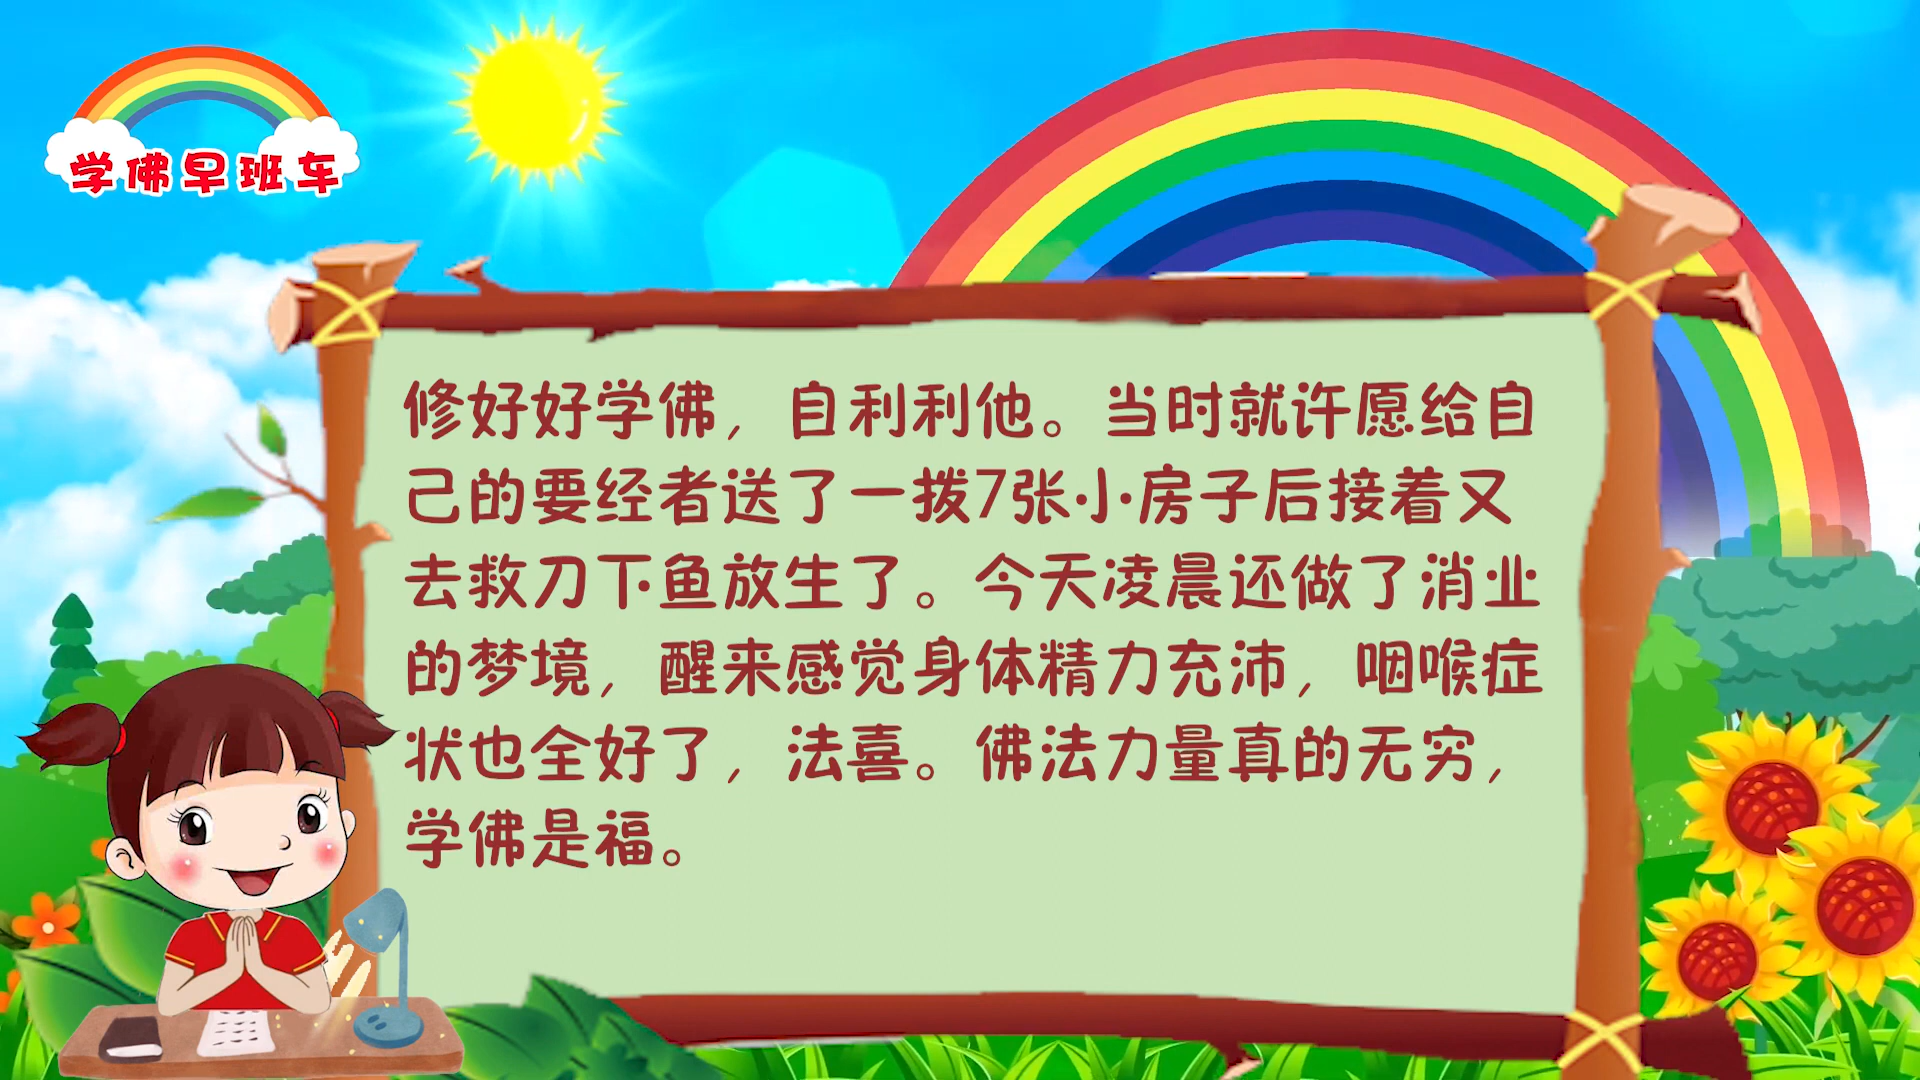 学佛早班车
修好好学佛，自利利他。当时就许愿给自
己的要经者送了一拨7张小房子后接着又
去救刀下鱼放生了。今天凌晨还做了消业
的梦境，醒来感觉身体精力充沛，咽喉症
状也全好了，法喜。佛法力量真的无穷，
学佛是福。